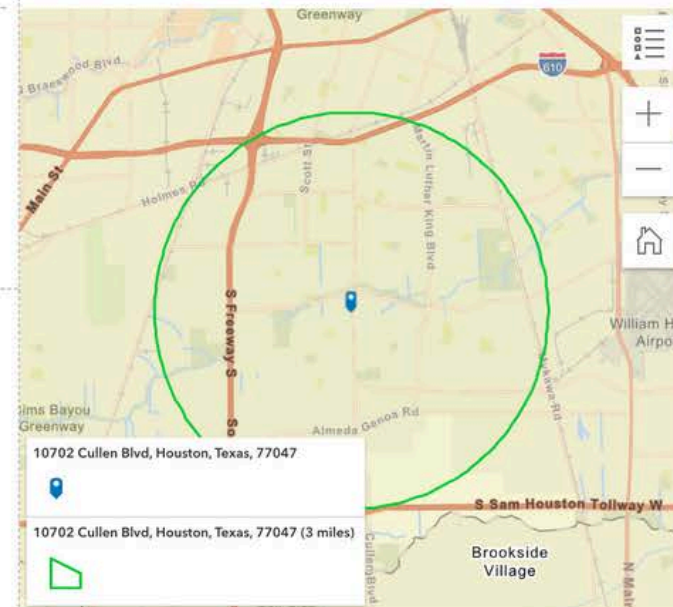 Greenway
Braeswood Blvd
610
Main St
Holmes Rd
Scott St
Martin Luther King Blvd
S Freeway S
William H
Airpo
Mykawa Rd
Sims Bayou
Greenway
So
Almeda Genoa Rd
10702 Cullen Blvd, Houston, Texas, 77047
10702 Cullen Blvd, Houston, Texas, 77047 (3 miles)
S Sam Houston Tollway W
Brookside
Village
Cullen Blvd
N Mai